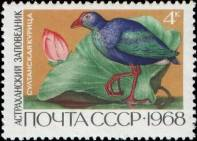 АСТРАХАНСКИЙ ЗАПОВЕДНИК
СУЛТАНСКАЯ КУРИЦА
4к
ПОЧТА СССР·1968